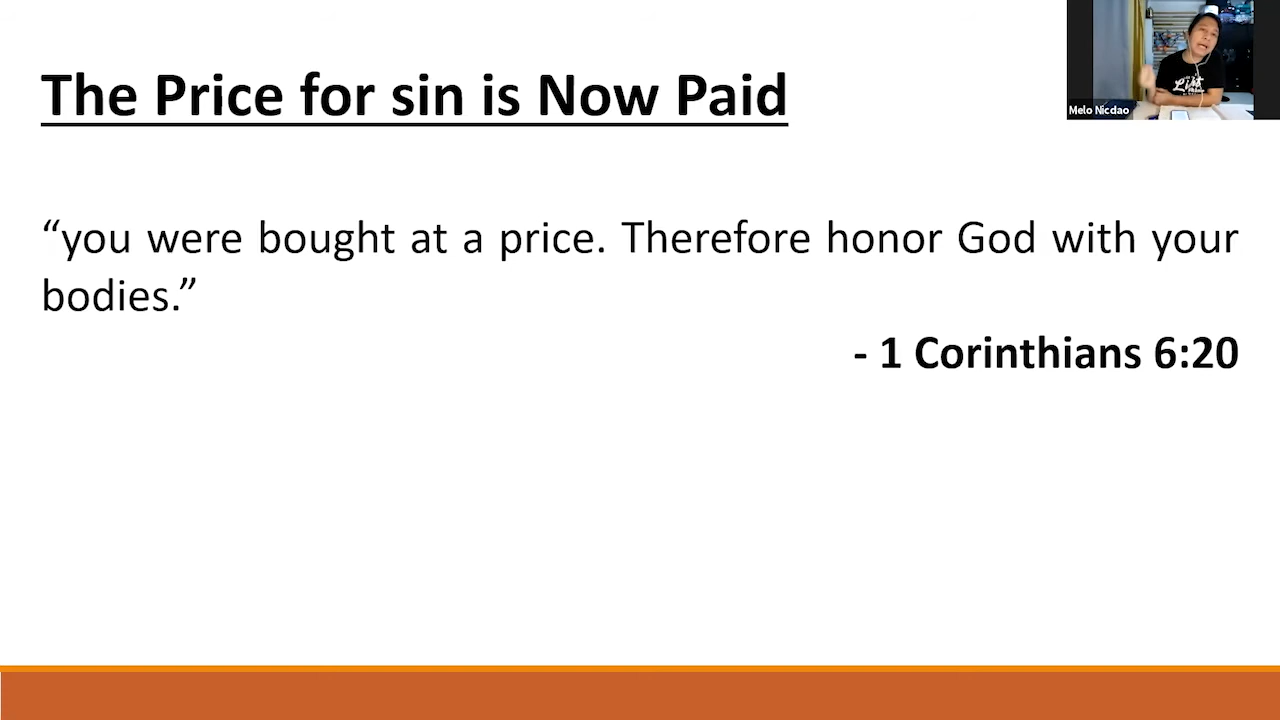 The Price for sin is Now Paid
Melo Nicdao
“you were bought at a price. Therefore honor God with your
bodies.”
- 1 Corinthians 6:20